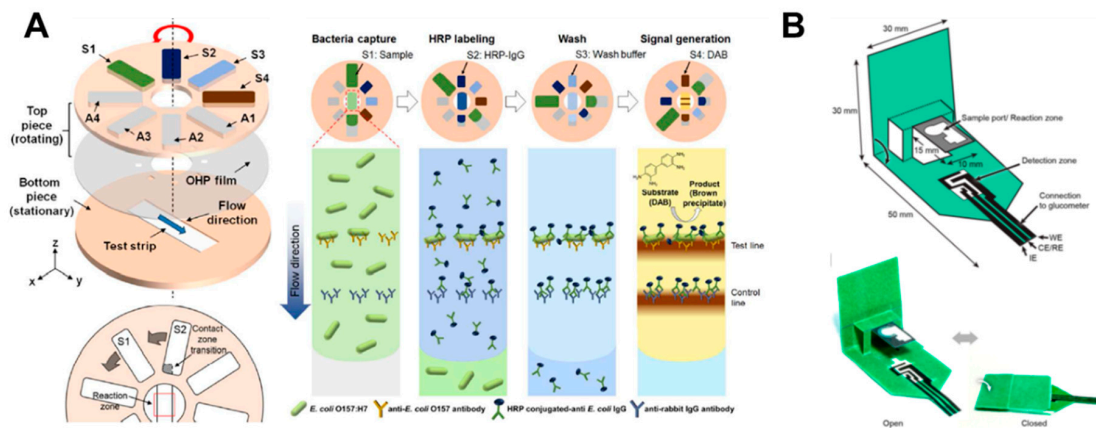 A
S1
S2
S3
S4
A4
A3
A2
A1
Top
piece
(rotating)
OHP film
Bottom
piece
(stationary)
Flow
direction
Test strip
z
x
y
S1
S2
Contact
zone
transition
Reaction
zone
Bacteria capture
S1: Sample
HRP labeling
S2: HRP-IgG
Wash
S3: Wash buffer
Signal generation
S4: DAB
Flow direction
Substrate
(DAB)
Product
(Brown
precipitate)
Test line
Control
line
E. coli O157:H7
anti-E. coli O157 antibody
HRP conjugated-anti E. coli IgG
anti-rabbit IgG antibody
B
30 mm
30 mm
Sample port/ Reaction zone
15 mm
10 mm
Detection zone
50 mm
Connection
to glucometer
WE
CE/RE
IE
Open
Closed